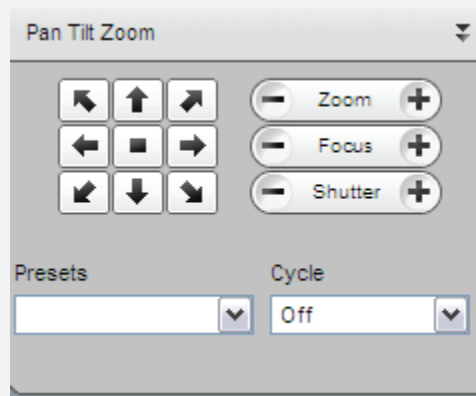 Pan Tilt Zoom
Zoom
Focus
Shutter
Presets
Cycle
Off